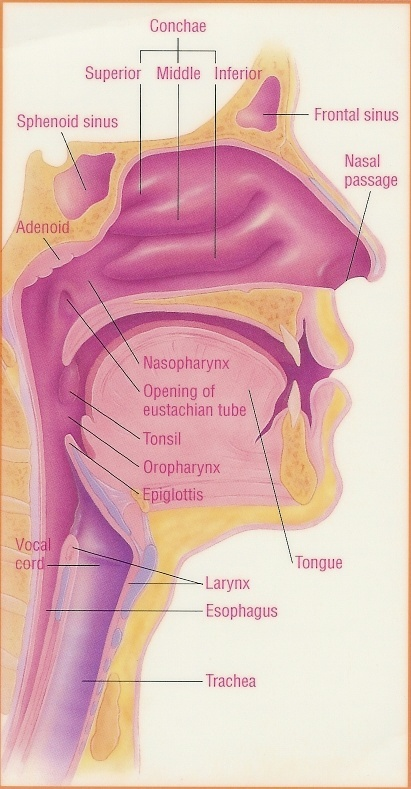 Conchae
Superior Middle Inferior
Frontal sinus
Sphenoid sinus
Nasal
passage
Adenoid
Nasopharynx
Opening of
eustachian tube
Tonsil
Oropharynx
Epiglottis
Vocal
cord
Tongue
Larynx
Esophagus
Trachea